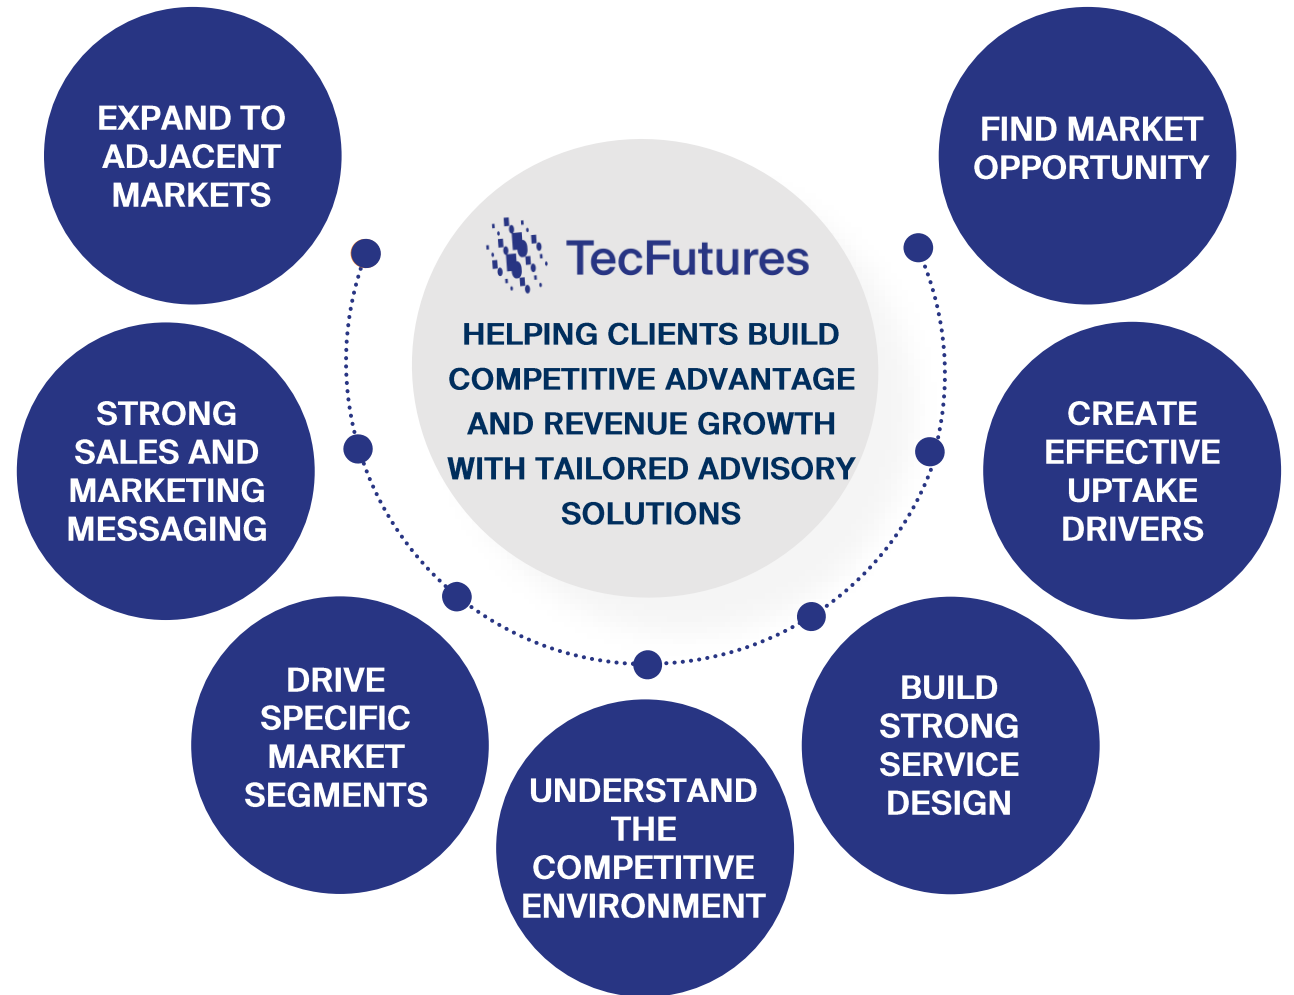 EXPAND TO
ADJACENT
MARKETS
FIND MARKET
OPPORTUNITY
TecFutures
HELPING CLIENTS BUILD
COMPETITIVE ADVANTAGE
AND REVENUE GROWTH
WITH TAILORED ADVISORY
SOLUTIONS
STRONG
SALES AND
MARKETING
MESSAGING
CREATE
EFFECTIVE
UPTAKE
DRIVERS
DRIVE
SPECIFIC
MARKET
SEGMENTS
UNDERSTAND
THE
COMPETITIVE
ENVIRONMENT
BUILD
STRONG
SERVICE
DESIGN